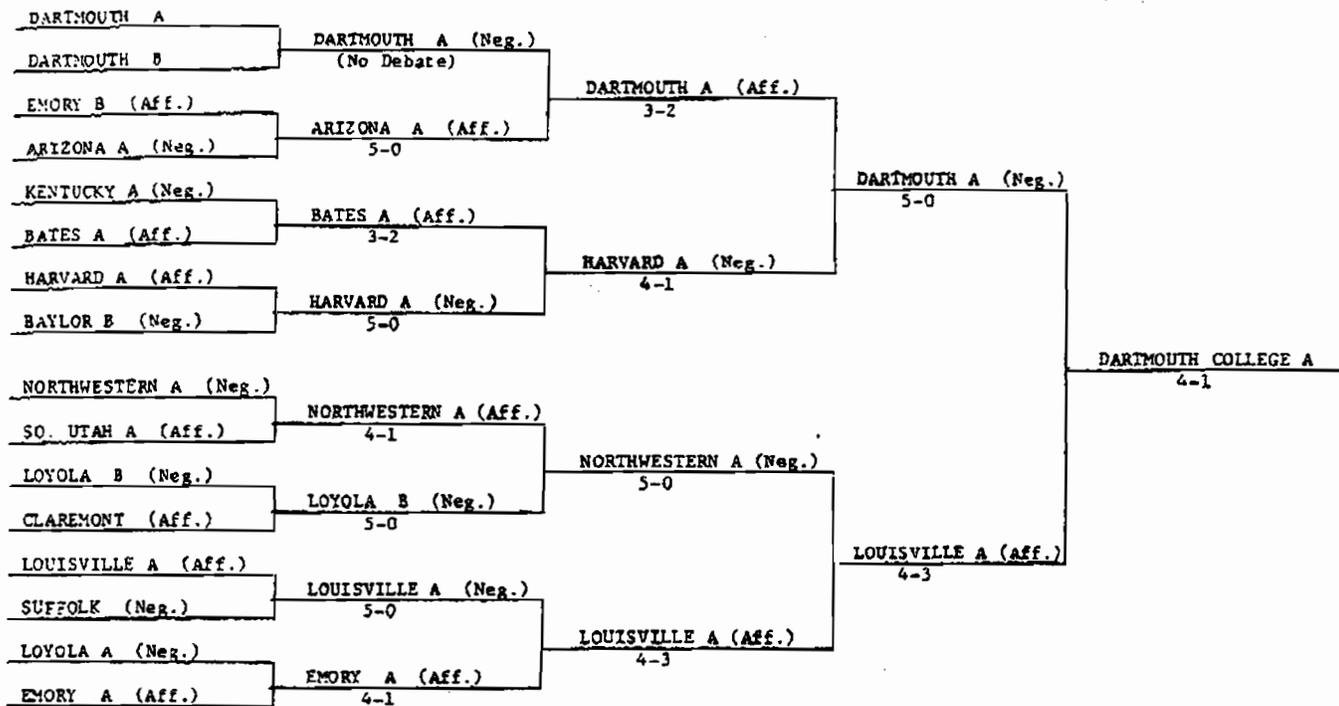 DARTMOUTH A
DARTMOUTH B
EMORY B (Aff.)
ARIZONA A (Neg.)
KENTUCKY A (Neg.)
BATES A (Aff.)
HARVARD A (Aff.)
BAYLOR B (Neg.)
NORTHWESTERN A (Neg.)
SO. UTAH A (Aff.)
LOYOLA B (Neg.)
CLAREMONT (Aff.)
LOUISVILLE A (Aff.)
SUFFOLK (Neg.)
LOYOLA A (Neg.)
EMORY A (Aff.)
DARTMOUTH A (Neg.)
(No Debate)
ARIZONA A (Aff.)
5-0
BATES A (Aff.)
3-2
HARVARD A (Neg.)
5-0
NORTHWESTERN A (Aff.)
4-1
LOYOLA B (Neg.)
5-0
LOUISVILLE A (Neg.)
5-0
EMORY A (Aff.)
4-1
DARTMOUTH A (Aff.)
3-2
HARVARD A (Neg.)
4-1
NORTHWESTERN A (Neg.)
5-0
LOUISVILLE A (Aff.)
4-3
DARTMOUTH A (Neg.)
5-0
LOUISVILLE A (Aff.)
4-3
DARTMOUTH COLLEGE A
4-1